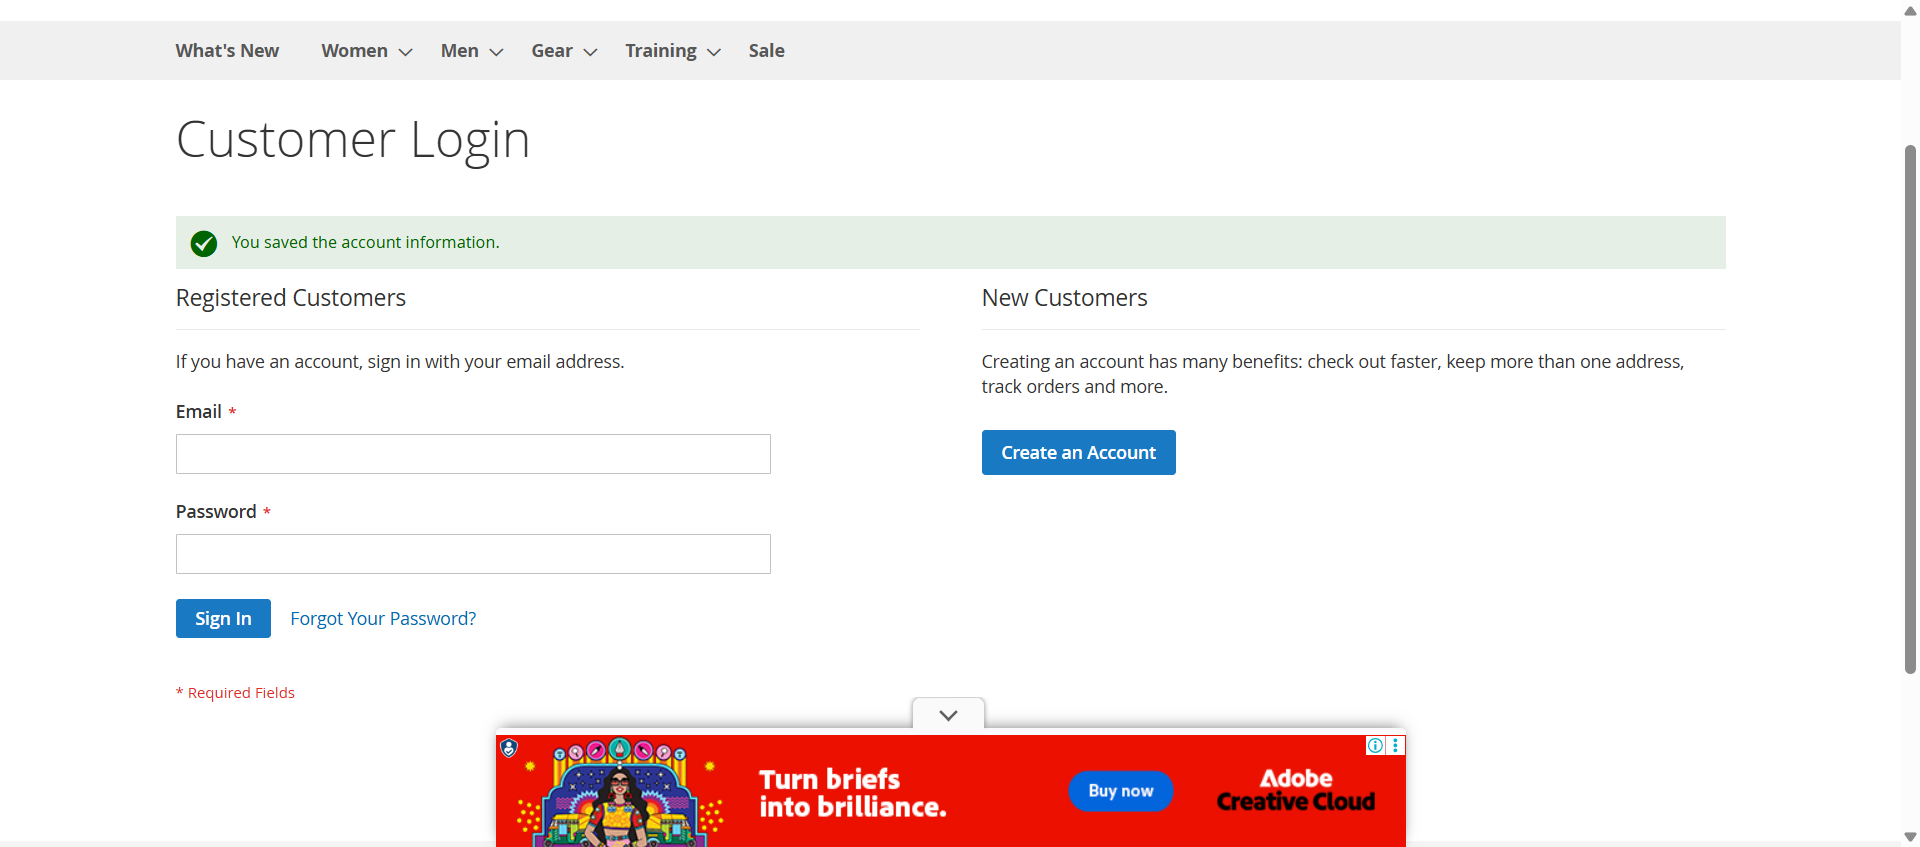 What's New Women Men Gear Training Sale
Customer Login
You saved the account information.
Registered Customers
If you have an account, sign in with your email address.
Email *
Password *
Sign In Forgot Your Password?
* Required Fields
New Customers
Creating an account has many benefits: check out faster, keep more than one address,
track orders and more.
Create an Account
Turn briefs
into brilliance.
Buy now
Adobe
Creative Cloud